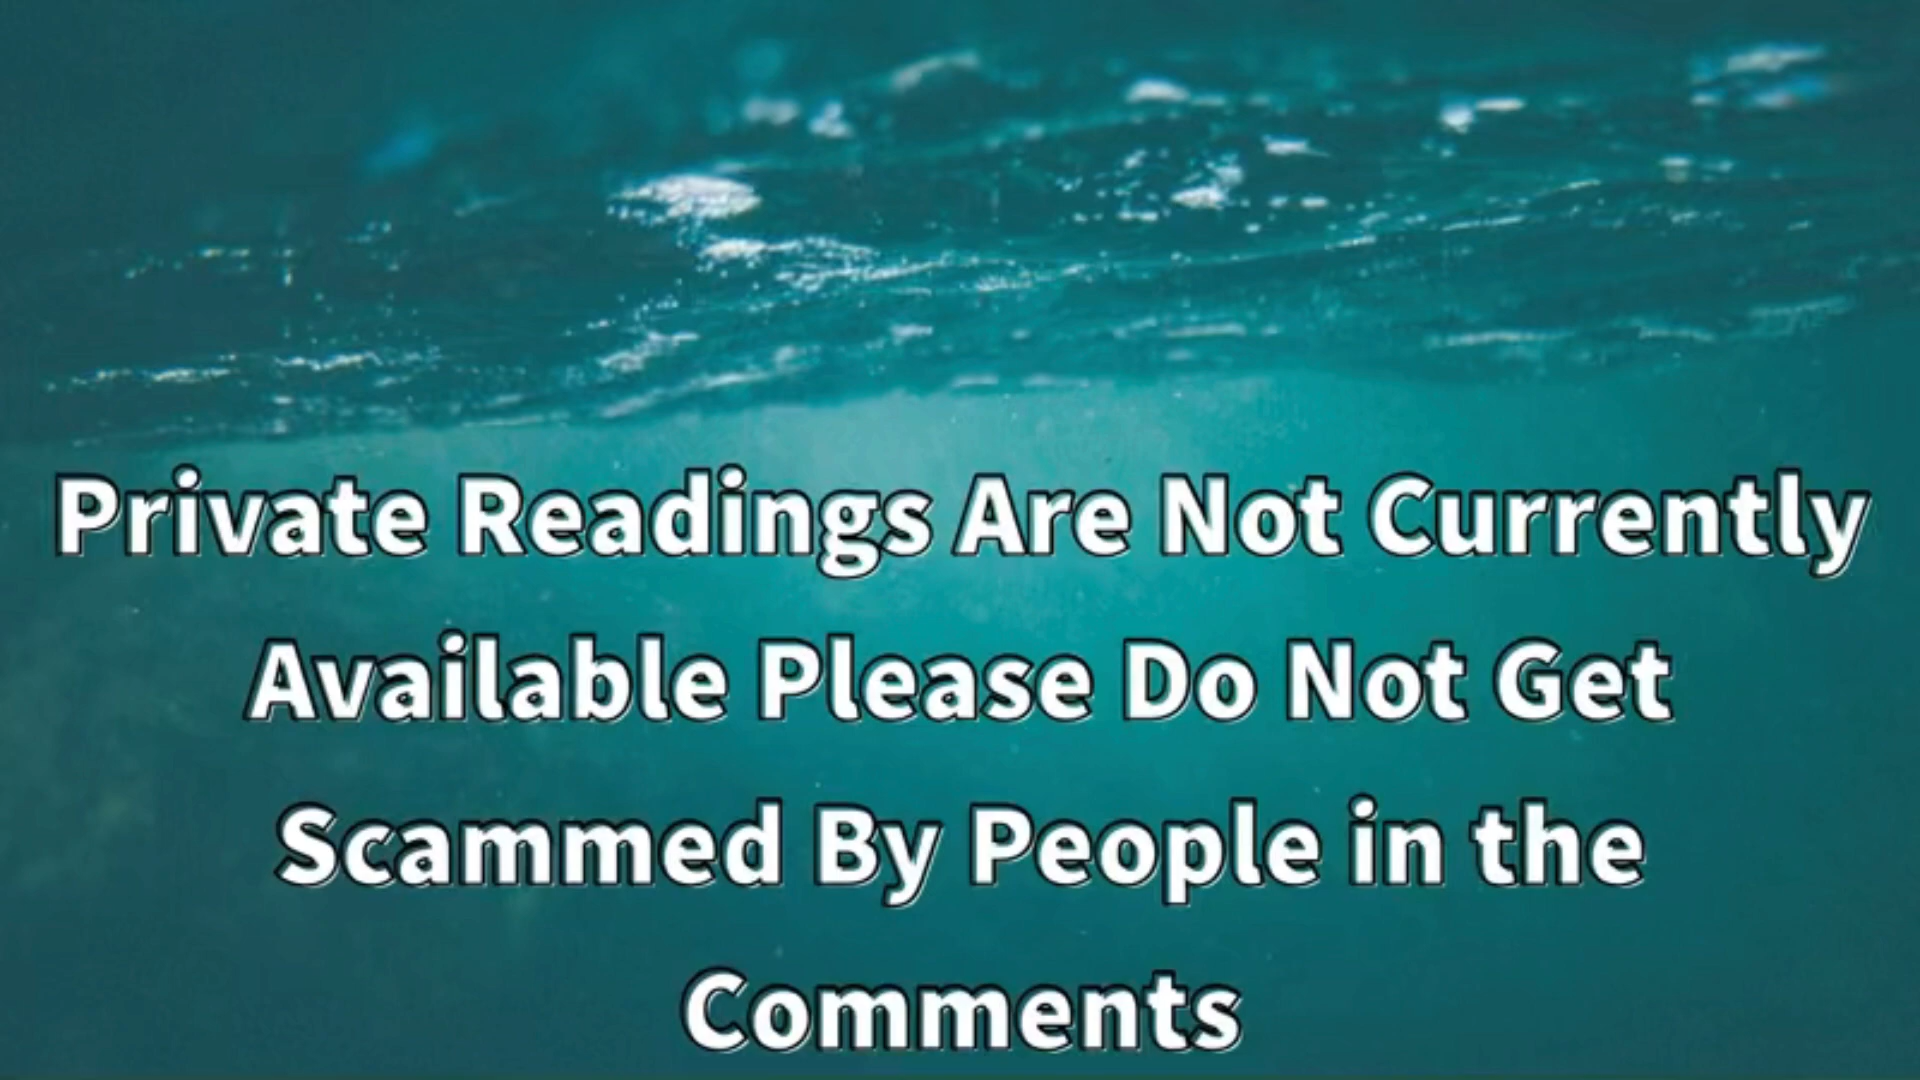 Private Readings Are Not Currently
Available Please Do Not Get
Scammed By People in the
Comments